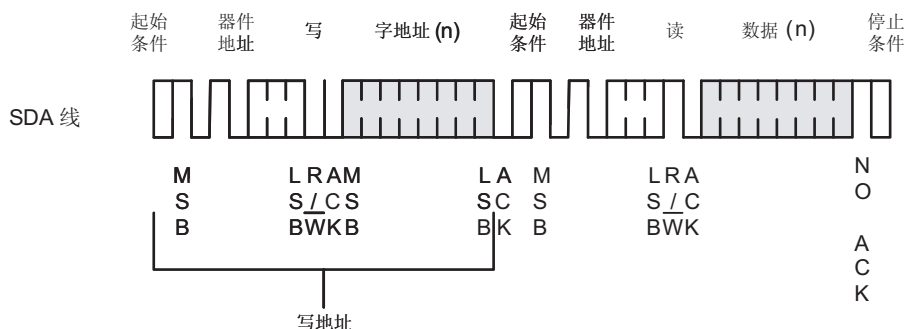 起始 器件 写 字地址(n) 起始 器件 读 数据(n) 停止
条件 地址 条件 地址 条件
SDA 线
M L R A M L A M L R A N
S S / C S S C S S / C O
B B W K B B K B B W K
A
C
K
写地址